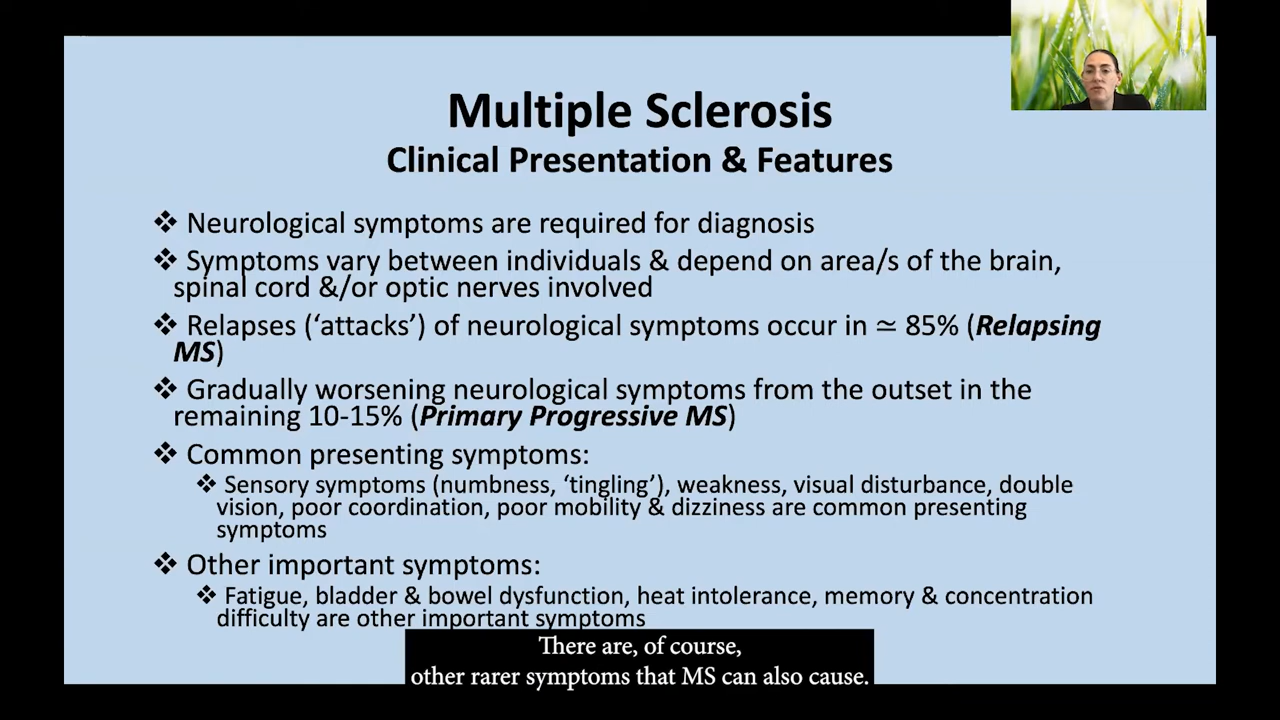 Multiple Sclerosis
Clinical Presentation & Features
❖ Neurological symptoms are required for diagnosis
❖ Symptoms vary between individuals & depend on area/s of the brain,
spinal cord &/or optic nerves involved
❖ Relapses (‘attacks’) of neurological symptoms occur in ≃ 85% (Relapsing
MS)
❖ Gradually worsening neurological symptoms from the outset in the
remaining 10-15% (Primary Progressive MS)
❖ Common presenting symptoms:
❖ Sensory symptoms (numbness, ‘tingling’), weakness, visual disturbance, double
vision, poor coordination, poor mobility & dizziness are common presenting
symptoms
❖ Other important symptoms:
❖ Fatigue, bladder & bowel dysfunction, heat intolerance, memory & concentration
difficulty are other important symptoms
There are, of course,
other rarer symptoms that MS can also cause.